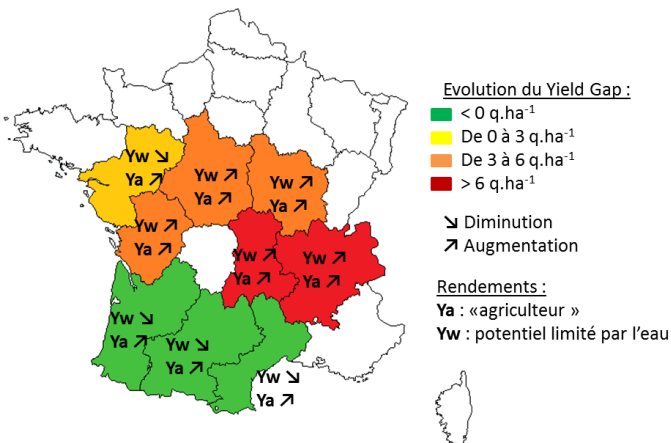 Evolution du Yield Gap :
< 0 q.ha⁻¹
De 0 à 3 q.ha⁻¹
De 3 à 6 q.ha⁻¹
> 6 q.ha⁻¹
↘ Diminution
↗ Augmentation
Rendements :
Ya : «agriculteur »
Yw : potentiel limité par l’eau
Yw ↘
Ya ↗
Yw ↗
Ya ↗
Yw ↗
Ya ↗
Yw ↗
Ya ↗
Yw ↗
Ya ↗
Yw ↗
Ya ↗
Yw ↘
Ya ↗
Yw ↘
Ya ↗
Yw ↘
Ya ↗